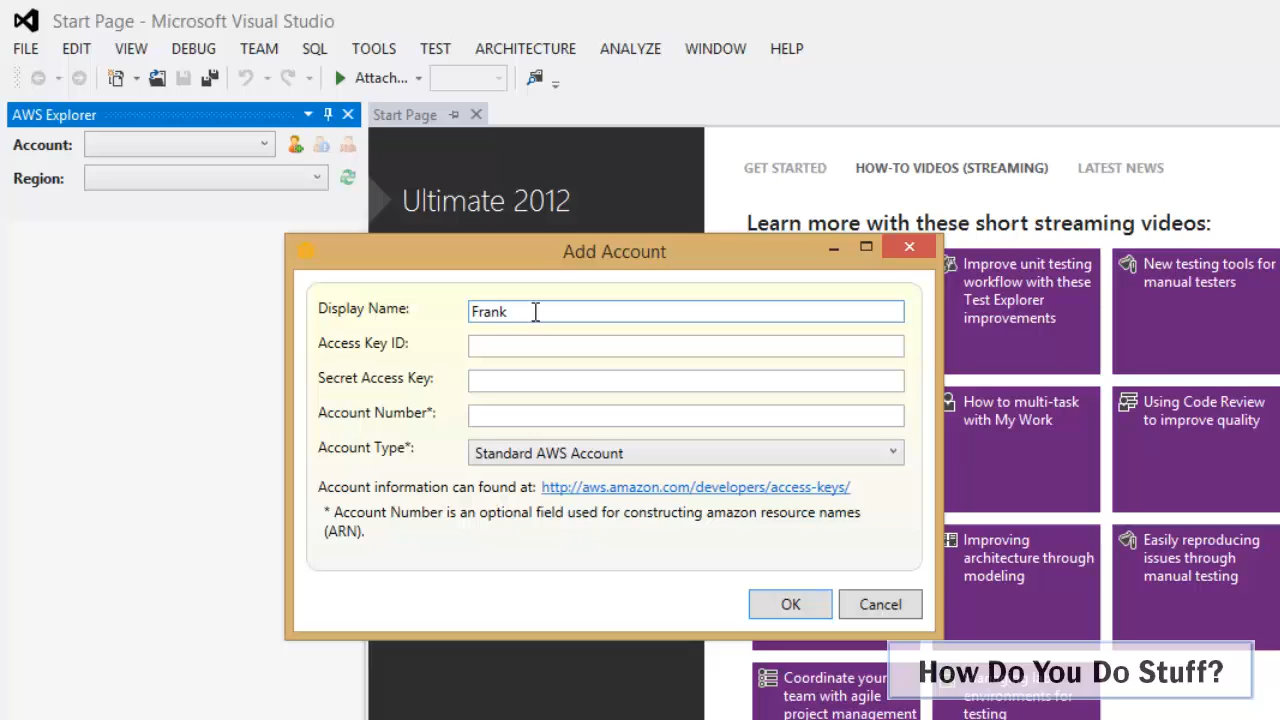 Start Page - Microsoft Visual Studio
FILE EDIT VIEW DEBUG TEAM SQL TOOLS TEST ARCHITECTURE ANALYZE WINDOW HELP
Attach...
AWS Explorer
Start Page
Account:
Region:
Ultimate 2012
GET STARTED HOW-TO VIDEOS (STREAMING) LATEST NEWS
Learn more with these short streaming videos:
Add Account
Display Name:
Frank
Access Key ID:
Secret Access Key:
Account Number*:
Account Type*:
Standard AWS Account
Account information can found at: http://aws.amazon.com/developers/access-keys/
* Account Number is an optional field used for constructing amazon resource names
(ARN).
OK
Cancel
Improve unit testing
workflow with these
Test Explorer
improvements
New testing tools for
manual testers
How to multi-task
with My Work
Using Code Review
to improve quality
Improving
architecture through
modeling
Easily reproducing
issues through
manual testing
Coordinate your
team with agile
project management
environments for
testing
How Do You Do Stuff?